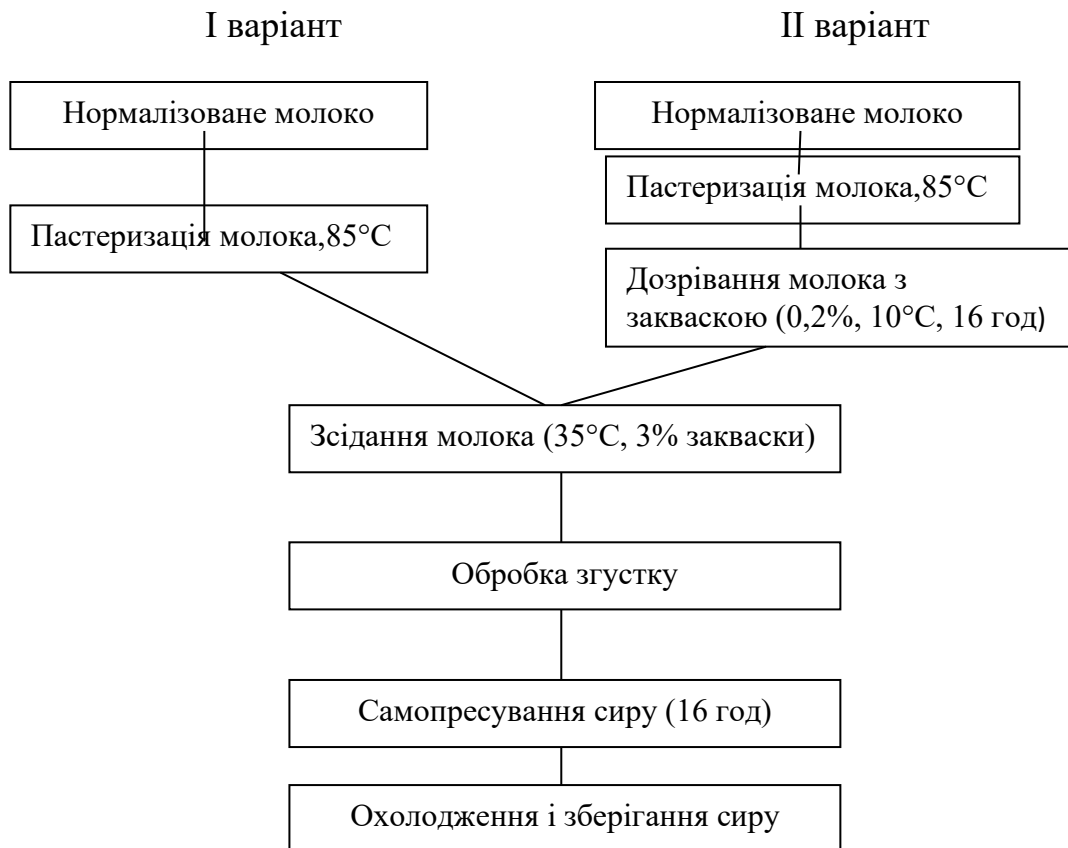 I варіант
II варіант
Нормалізоване молоко
Нормалізоване молоко
Пастеризація молока,85°С
Пастеризація молока,85°С
Дозрівання молока з
закваскою (0,2%, 10°С, 16 год)
Зсідання молока (35°С, 3% закваски)
Обробка згустку
Самопресування сиру (16 год)
Охолодження і зберігання сиру